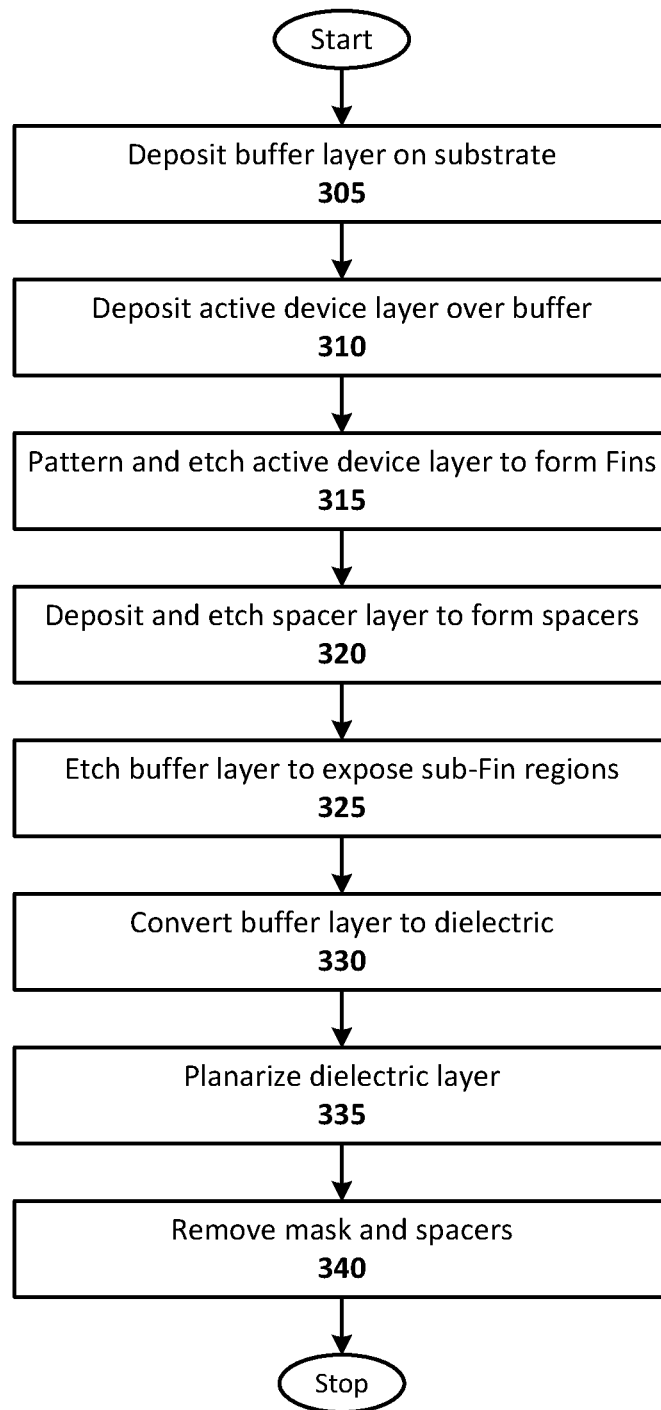 Start
Deposit buffer layer on substrate
305
Deposit active device layer over buffer
310
Pattern and etch active device layer to form Fins
315
Deposit and etch spacer layer to form spacers
320
Etch buffer layer to expose sub-Fin regions
325
Convert buffer layer to dielectric
330
Planarize dielectric layer
335
Remove mask and spacers
340
Stop